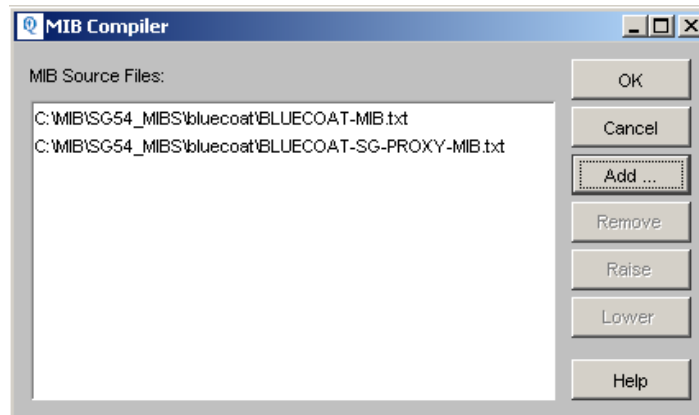 MIB Compiler
MIB Source Files:
C:\MIB\SG54_MIBS\bluecoat\BLUECOAT-MIB.txt
C:\MIB\SG54_MIBS\bluecoat\BLUECOAT-SG-PROXY-MIB.txt
OK
Cancel
Add ...
Remove
Raise
Lower
Help